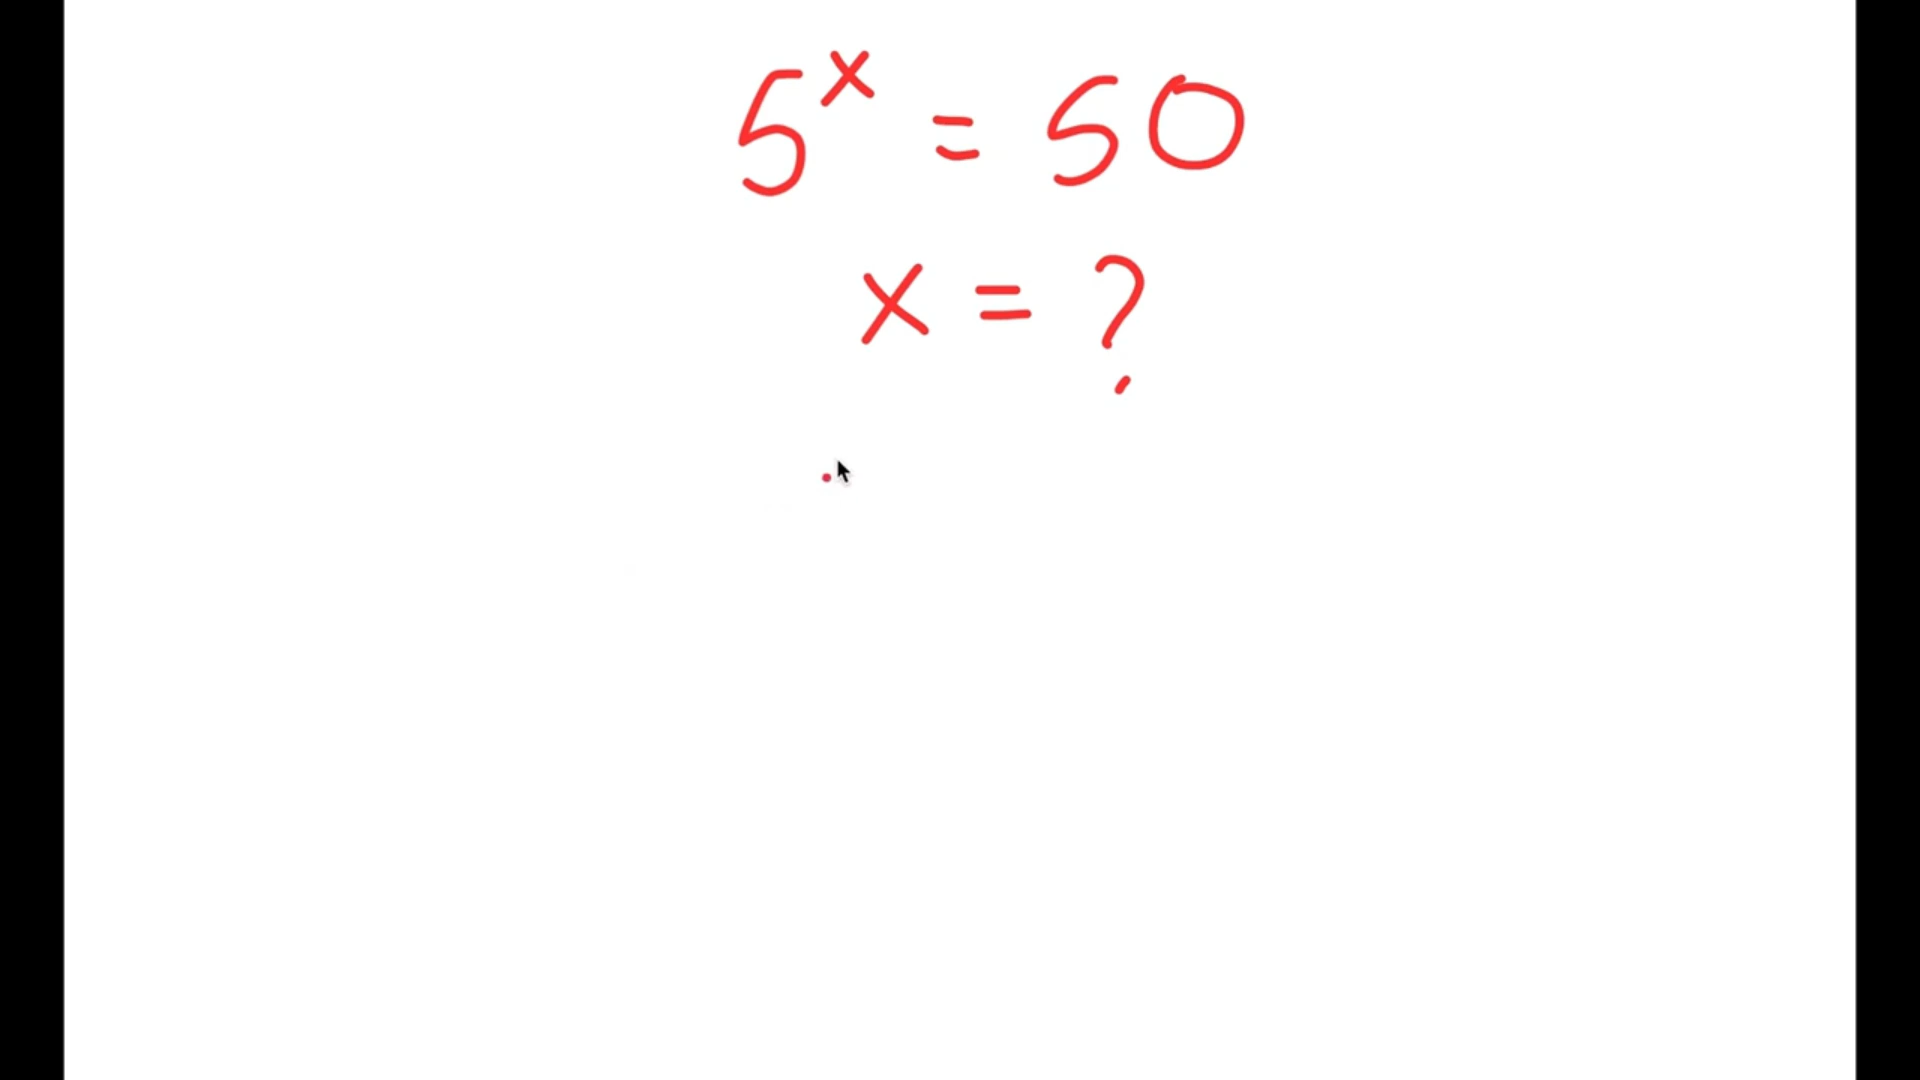 5^x = 50
x = ?